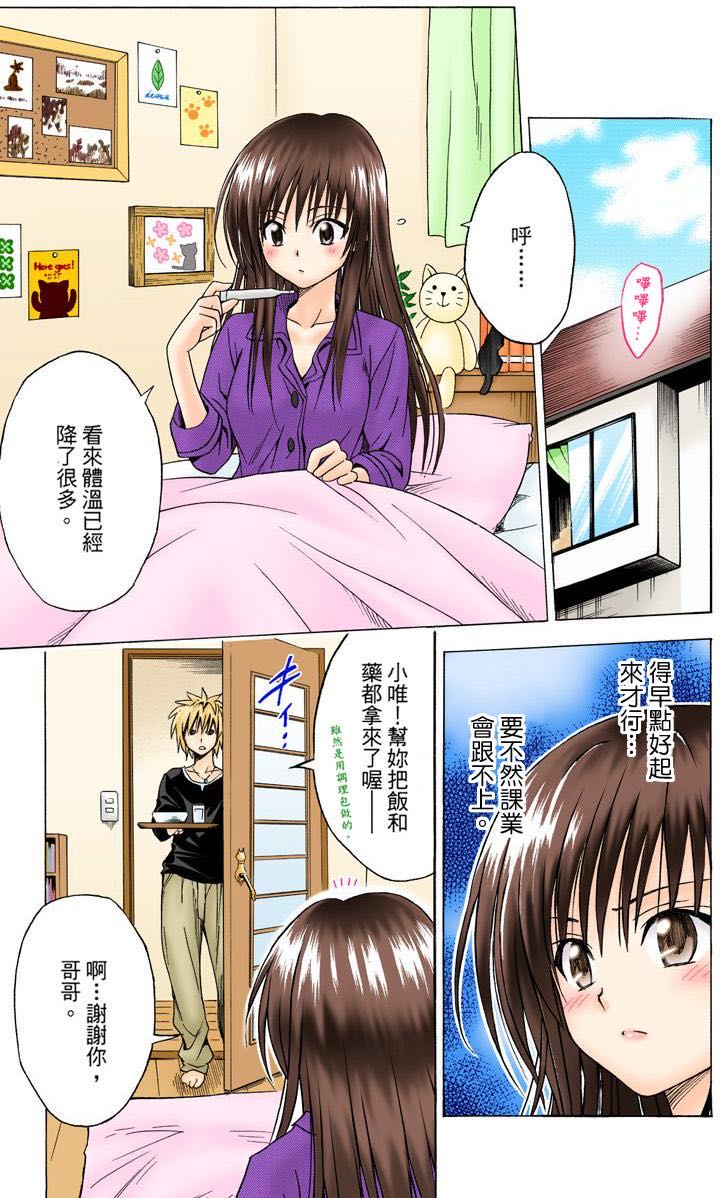 嗶嗶嗶…
呼……
Here goes!
看來體溫已經
降了很多。
得早點好起
來才行…
要不然課業
會跟不上。
小唯！幫妳把飯和
藥都拿來了喔——
雖然是用調理包做的。
キィ…
啊…謝謝你，
哥哥。